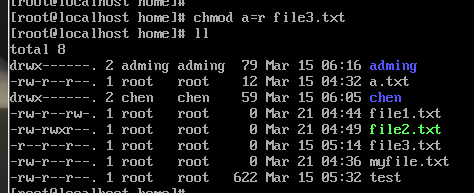 [root@localhost home]#
[root@localhost home]# chmod a=r file3.txt
[root@localhost home]# ll
total 8
drwx------. 2 adming adming  79 Mar 15 06:16 adming
-rw-r--r--. 1 root   root    12 Mar 21 04:32 a.txt
drwx------. 2 chen   chen    59 Mar 15 06:05 chen
-rw-r--rw-. 1 root   root     0 Mar 21 04:44 file1.txt
-rw-rwxr--. 1 root   root     0 Mar 21 04:49 file2.txt
-r--r--r--. 1 root   root     0 Mar 15 05:14 file3.txt
-rw-r--r--. 1 root   root     0 Mar 21 04:36 myfile.txt
-rw-r--r--. 1 root   root   622 Mar 15 05:32 test
[root@localhost home]#